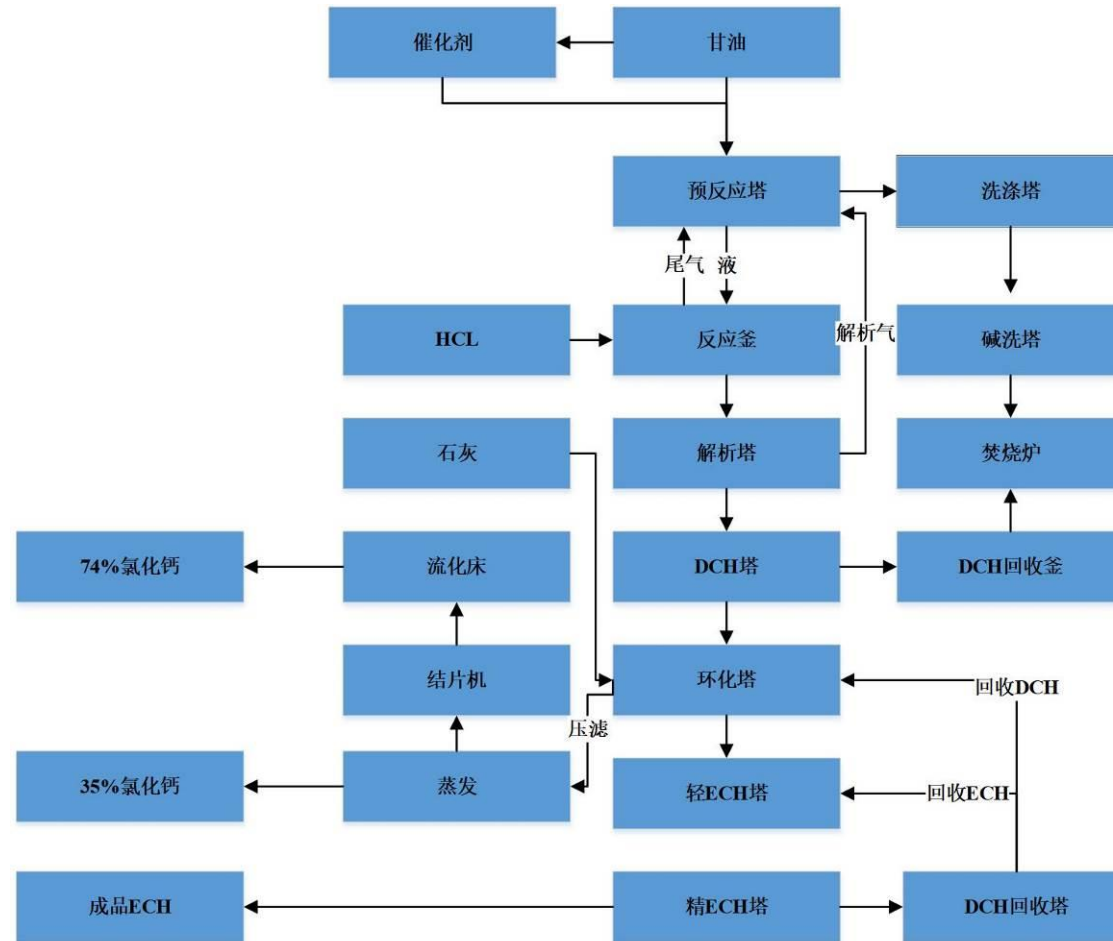 催化剂
甘油
预反应塔
洗涤塔
尾气
液
HCL
反应釜
解析气
碱洗塔
石灰
解析塔
焚烧炉
74%氯化钙
流化床
DCH塔
DCH回收釜
结片机
环化塔
回收DCH
压滤
35%氯化钙
蒸发
轻ECH塔
回收ECH
成品ECH
精ECH塔
DCH回收塔